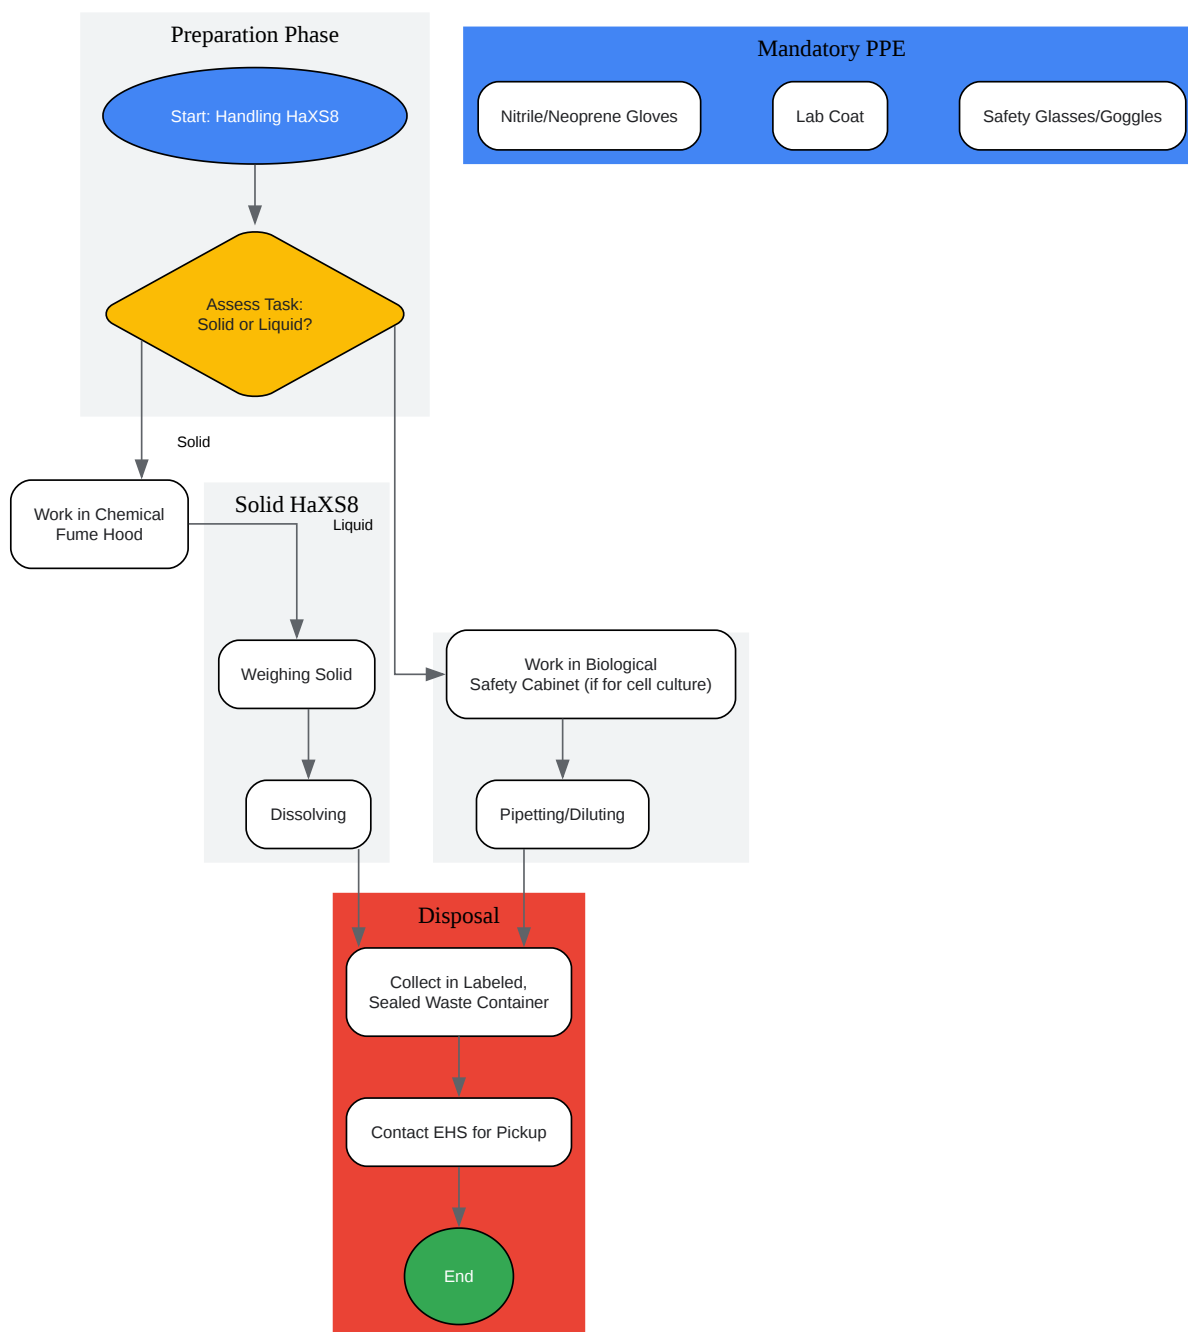 Preparation Phase
Start: Handling HaXS8
Assess Task:
Solid or Liquid?
Mandatory PPE
Nitrile/Neoprene Gloves
Lab Coat
Safety Glasses/Goggles
Solid
Work in Chemical
Fume Hood
Solid HaXS8
Liquid
Weighing Solid
Dissolving
Work in Biological
Safety Cabinet (if for cell culture)
Pipetting/Diluting
Disposal
Collect in Labeled,
Sealed Waste Container
Contact EHS for Pickup
End